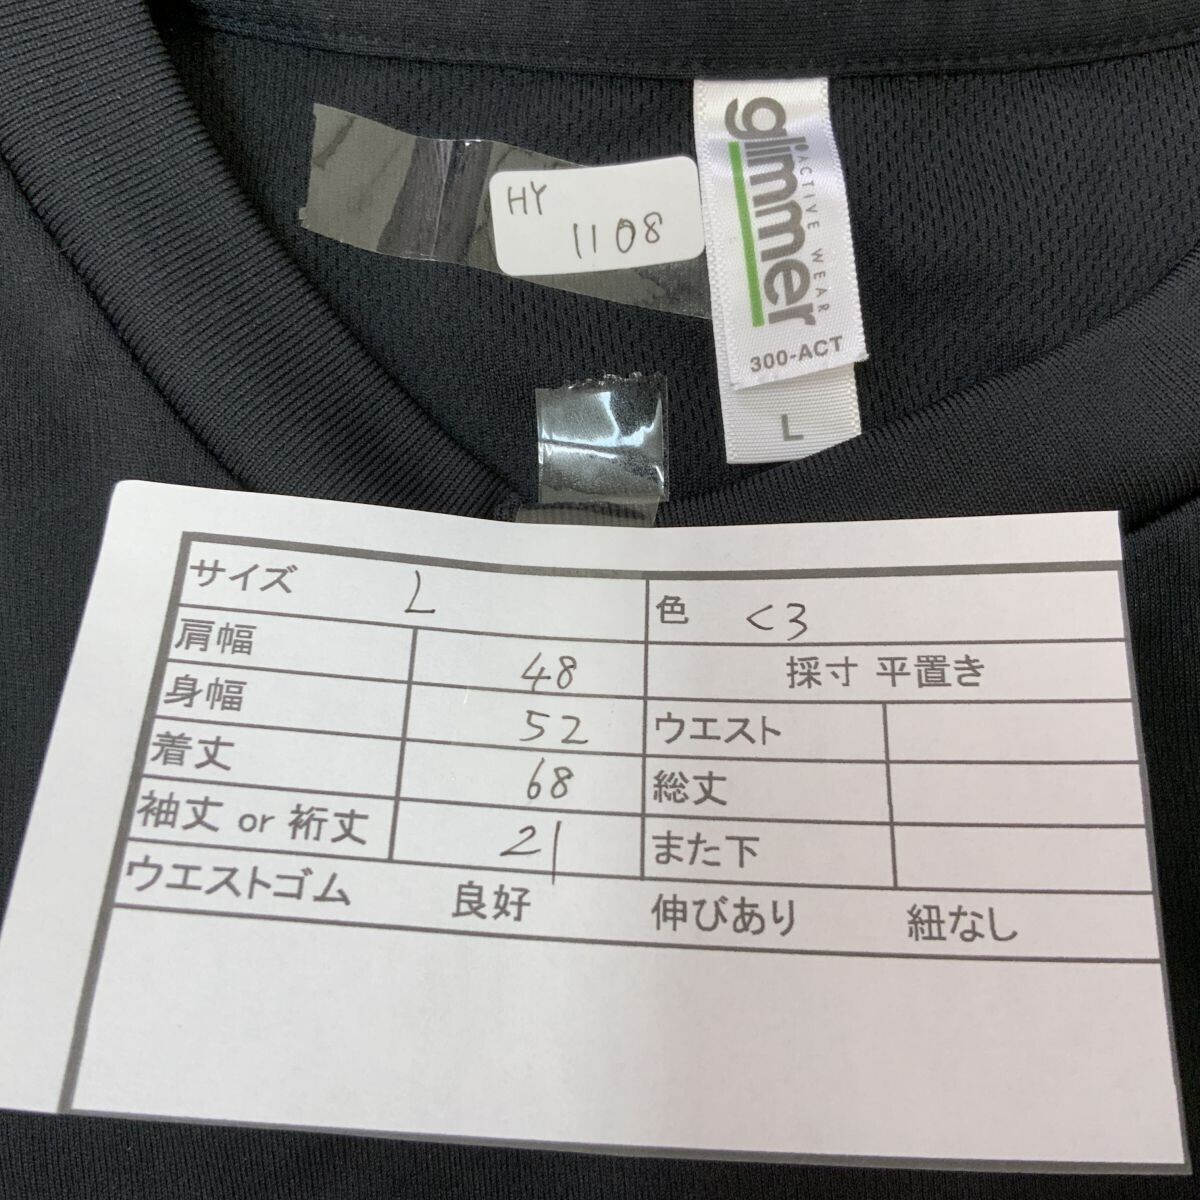 HY
1108
glimmer
ACTIVE WEAR
300-ACT
L
サイズ L 色 くろ
肩幅 48 採寸 平置き
身幅 52 ウエスト
着丈 68 総丈
袖丈 or 裄丈 21 また下
ウエストゴム 良好 伸びあり 紐なし